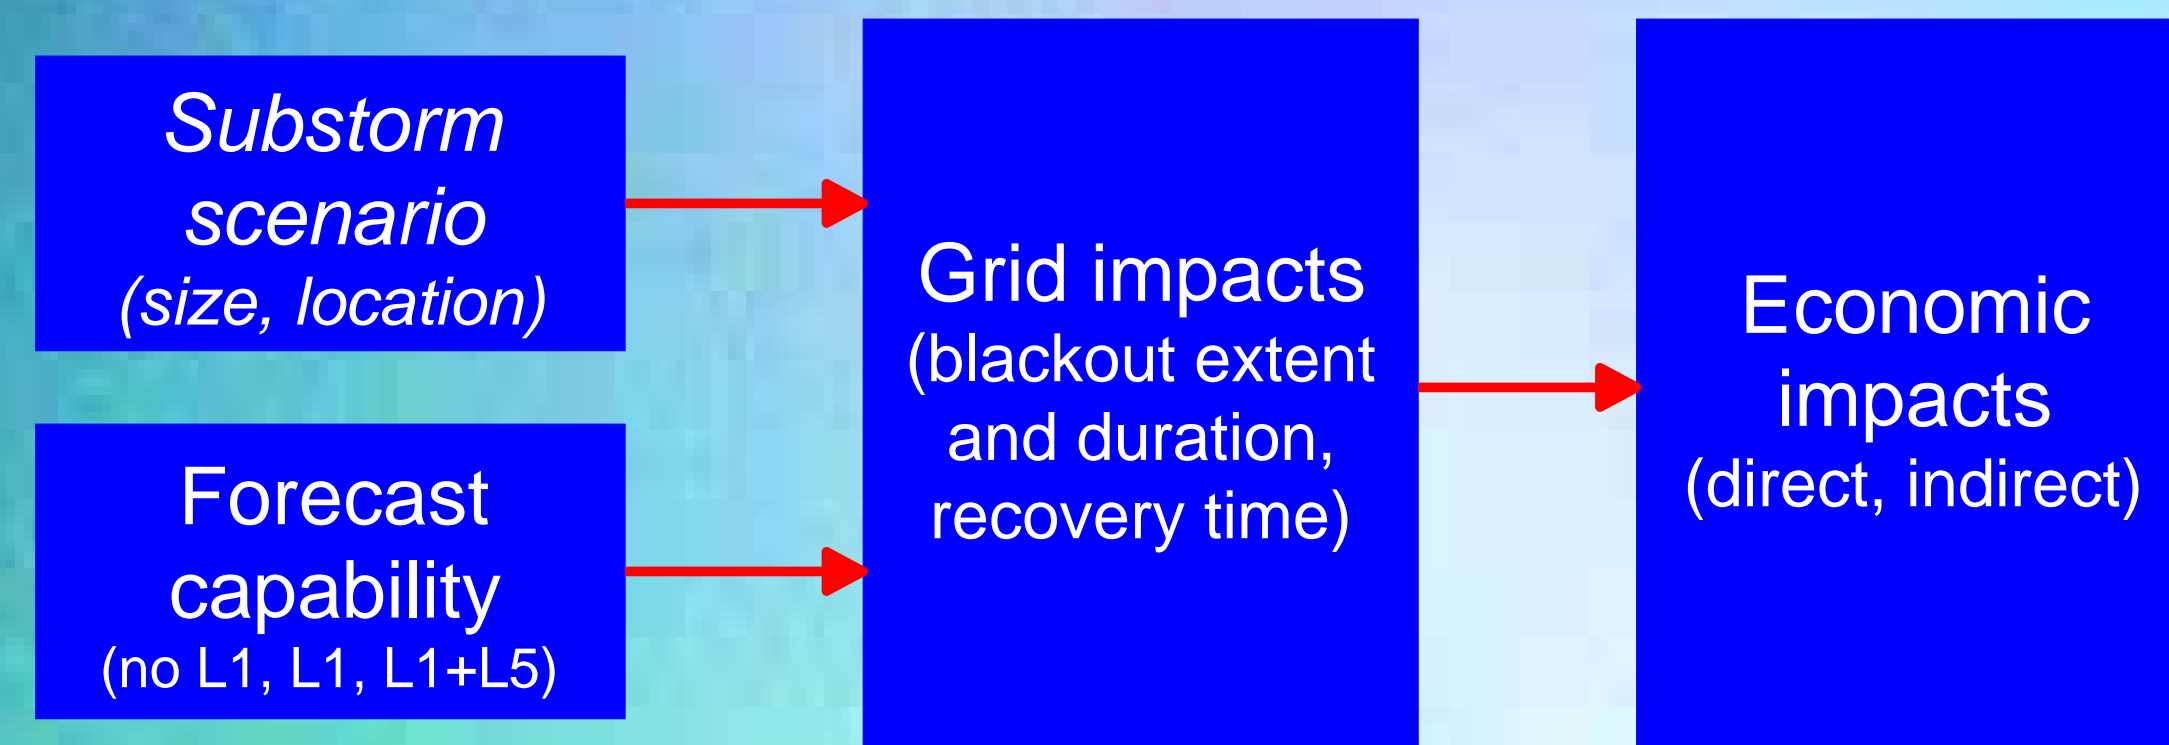 Substorm
scenario
(size, location)
Forecast
capability
(no L1, L1, L1+L5)
Grid impacts
(blackout extent
and duration,
recovery time)
Economic
impacts
(direct, indirect)